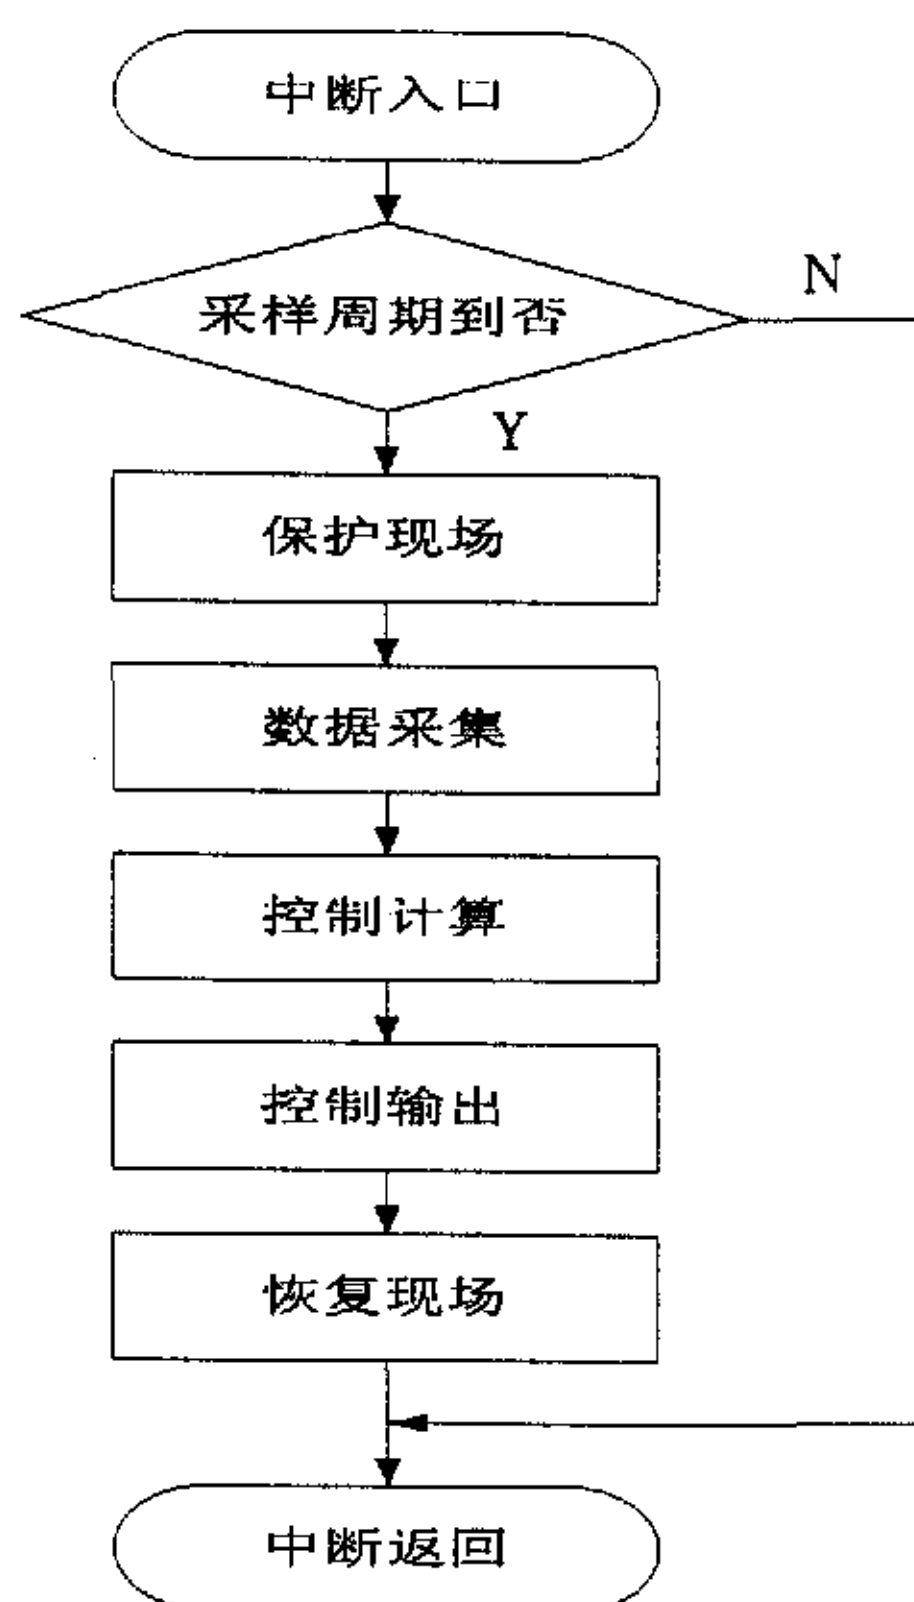 中断入口
采样周期到否
N
Y
保护现场
数据采集
控制计算
控制输出
恢复现场
中断返回